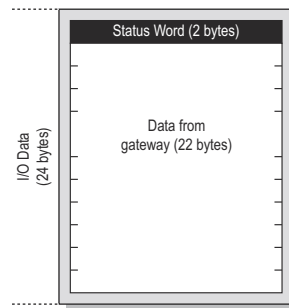 Status Word (2 bytes)
Data from
gateway (22 bytes)
I/O Data
(24 bytes)